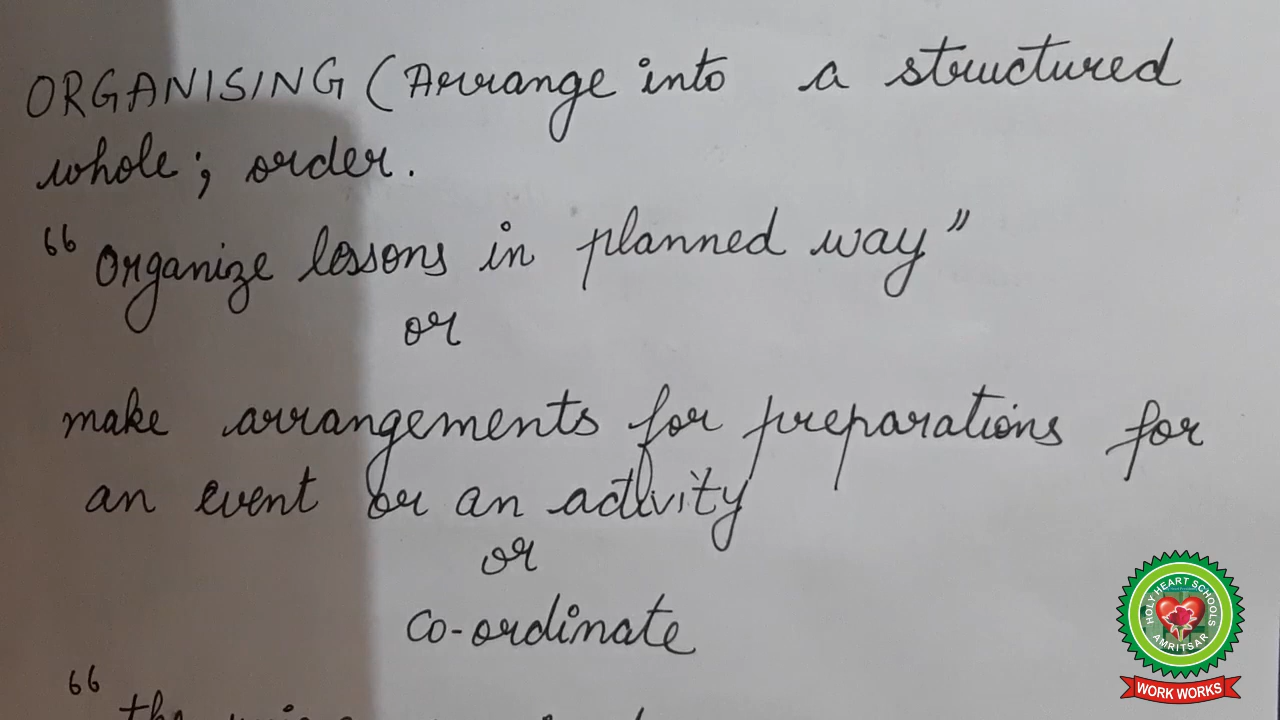 ORGANISING (Arrange into a structured
whole; order.
"Organize lessons in planned way"
or
make arrangements for preparations for
an event or an activity
or
co-ordinate
"the
HOLY HEART SCHOOLS
AMRITSAR
WORK WORKS